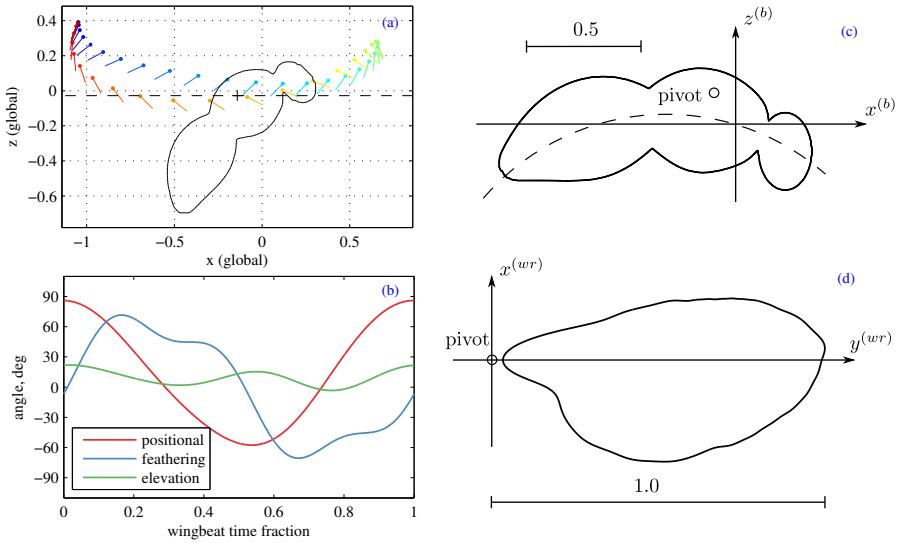 (a)
0.4
0.2
0
−0.2
−0.4
−0.6
z (global)
−1
−0.5
0
0.5
x (global)
(b)
90
60
30
0
−30
−60
−90
angle, deg
positional
feathering
elevation
0
0.2
0.4
0.6
0.8
1
wingbeat time fraction
(c)
0.5
z^{(b)}
pivot
x^{(b)}
(d)
x^{(wr)}
pivot
y^{(wr)}
1.0